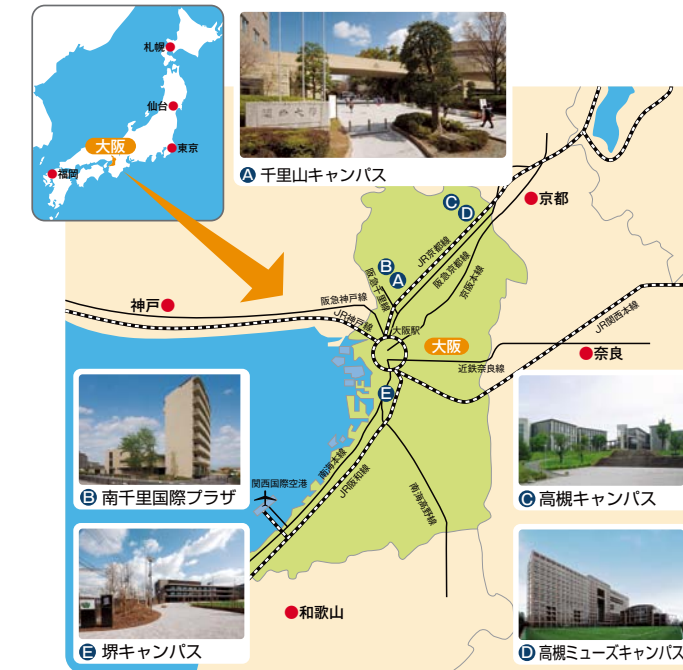 札幌
仙台
大阪
東京
福岡
関西大学
A 千里山キャンパス
C
D
京都
JR京都線
阪急京都線
京阪本線
B
A
阪急千里線
神戸
阪急神戸線
JR神戸線
大阪駅
大阪
JR関西本線
奈良
近鉄奈良線
E
B 南千里国際プラザ
関西国際空港
南海本線
JR阪和線
南海高野線
C 高槻キャンパス
E 堺キャンパス
和歌山
D 高槻ミューズキャンパス